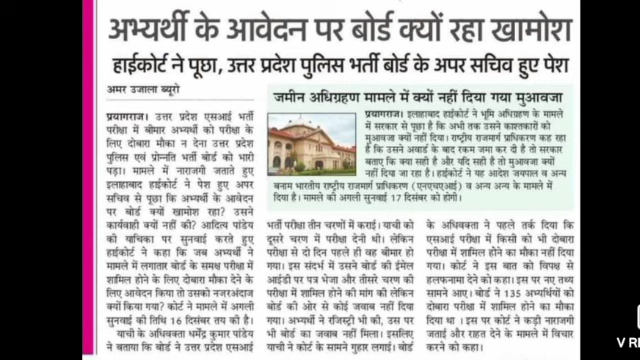 अभ्यर्थी के आवेदन पर बोर्ड क्यों रहा खामोश
हाईकोर्ट ने पूछा, उत्तर प्रदेश पुलिस भर्ती बोर्ड के अपर सचिव हुए पेश
अमर उजाला ब्यूरो
प्रयागराज। उत्तर प्रदेश एसआई भर्ती
परीक्षा में बीमार अभ्यर्थी को परीक्षा के
लिए दोबारा मौका न देना उत्तर प्रदेश
पुलिस एवं प्रोन्नति भर्ती बोर्ड को भारी
पड़ा। मामले में नाराजगी जताते हुए
इलाहाबाद हाईकोर्ट ने पेश हुए अपर
सचिव से पूछा कि अभ्यर्थी के आवेदन
पर बोर्ड क्यों खामोश रहा? उसने
कार्यवाही क्यों नहीं की? आदित्य पांडेय
की याचिका पर सुनवाई करते हुए
हाईकोर्ट ने कहा कि जब अभ्यर्थी ने
मामले में लगातार बोर्ड के समक्ष परीक्षा में
शामिल होने के लिए दोबारा मौका देने के
लिए आवेदन किया तो उसको नजरअंदाज
क्यों किया गया? कोर्ट ने मामले में अगली
सुनवाई की तिथि 16 दिसंबर तय की है।
याची के अधिवक्ता धर्मेंद्र कुमार पांडेय
ने बताया कि बोर्ड ने उत्तर प्रदेश एसआई
जमीन अधिग्रहण मामले में क्यों नहीं दिया गया मुआवजा
प्रयागराज। इलाहाबाद हाईकोर्ट ने भूमि अधिग्रहण के मामले
में सरकार से पूछा है कि अभी तक उसने काश्तकारों को
मुआवजा क्यों नहीं दिया। राष्ट्रीय राजमार्ग प्राधिकरण कह रहा
है कि उसने अवार्ड के बाद रकम जमा कर दी है तो सरकार
बताए कि क्या सही है और यदि सही है तो मुआवजा क्यों
नहीं दिया जा रहा है। हाईकोर्ट ने यह आदेश जयपाल व अन्य
बनाम भारतीय राष्ट्रीय राजमार्ग प्राधिकरण (एनएचएआई) व अन्य अन्य के मामले में
दिया है। मामले की अगली सुनवाई 17 दिसंबर को होगी।
भर्ती परीक्षा तीन चरणों में कराई। याची को
दूसरे चरण में परीक्षा देनी थी। लेकिन
परीक्षा से दो दिन पहले ही वह बीमार हो
गया। इस संदर्भ में उसने बोर्ड की ईमेल
आईडी पर पत्र भेजा और तीसरे चरण की
परीक्षा में शामिल होने की मांग की लेकिन
बोर्ड की ओर से कोई जवाब नहीं दिया
गया। अभ्यर्थी ने रजिस्ट्री भी की, उस पर
भी बोर्ड का जवाब नहीं मिला। इसलिए
याची ने कोर्ट के सामने गुहार लगाई। बोर्ड
के अधिवक्ता ने पहले तर्क दिया कि
एसआई परीक्षा में किसी को भी दोबारा
परीक्षा में शामिल होने का मौका नहीं दिया
गया। कोर्ट ने इस बात को विपक्ष से
हलफनामा देने को कहा। इस पर नए तथ्य
सामने आए। बोर्ड ने 135 अभ्यर्थियों को
दोबारा परीक्षा में शामिल होने का मौका
दिया था। इस पर कोर्ट ने कड़ी नाराजगी
जताई और राहत देने के मामले में विचार
करने को कहा।
V R